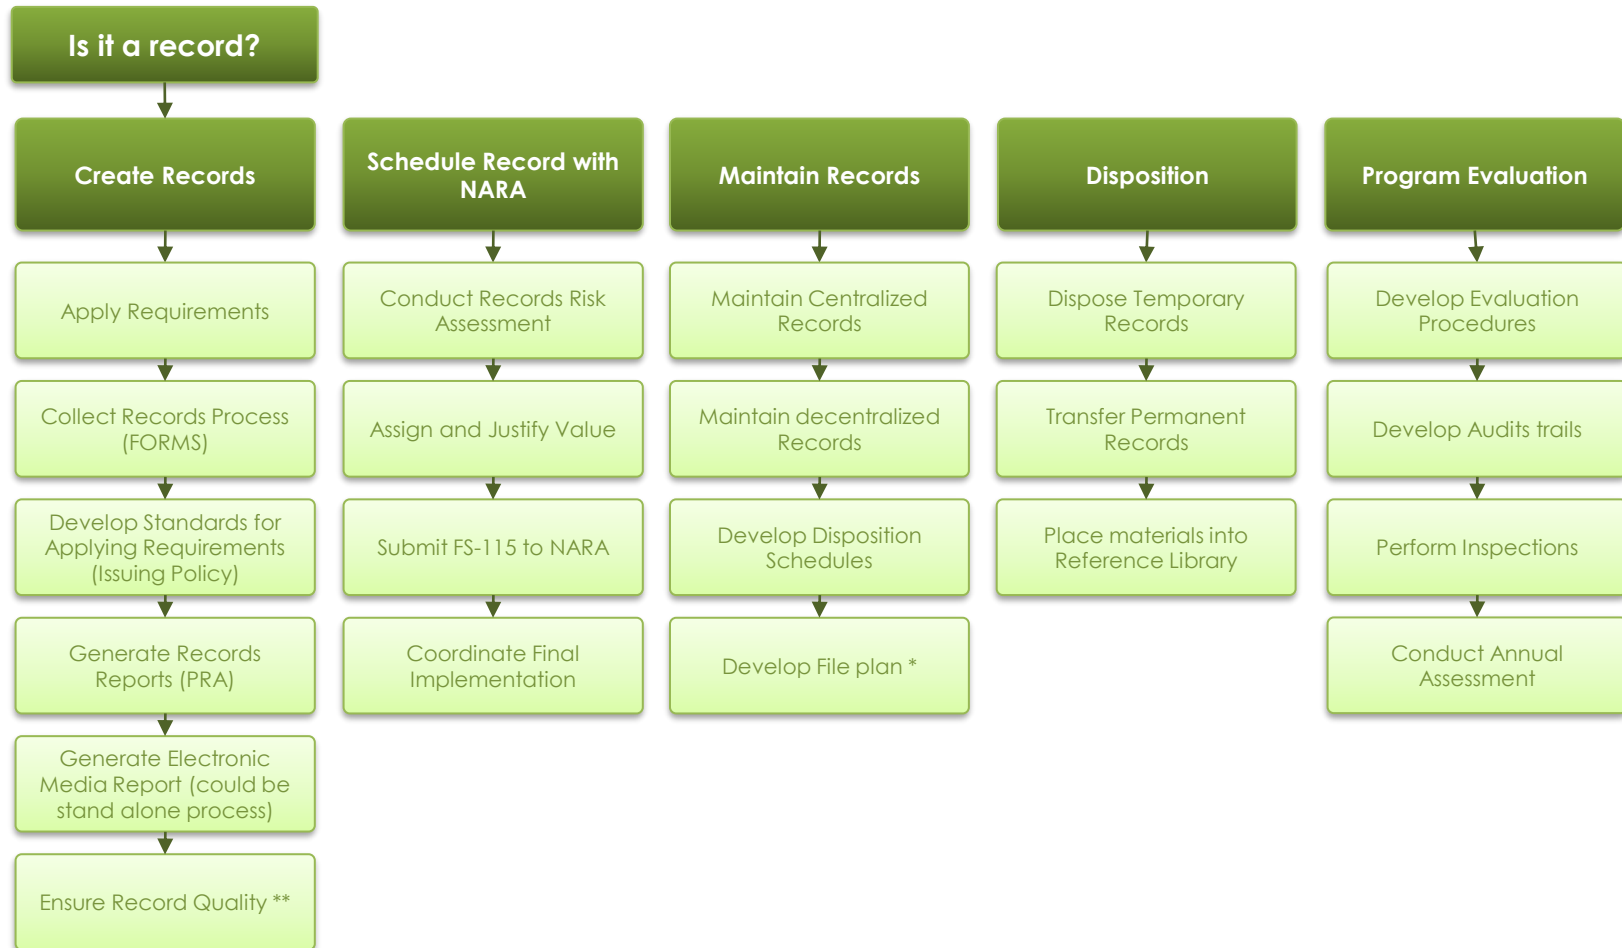 Is it a record?
Create Records
Apply Requirements
Collect Records Process
(FORMS)
Develop Standards for
Applying Requirements
(Issuing Policy)
Generate Records
Reports (PRA)
Generate Electronic
Media Report (could be
stand alone process)
Ensure Record Quality **
Schedule Record with
NARA
Conduct Records Risk
Assessment
Assign and Justify Value
Submit FS-115 to NARA
Coordinate Final
Implementation
Maintain Records
Maintain Centralized
Records
Maintain decentralized
Records
Develop Disposition
Schedules
Develop File plan *
Disposition
Dispose Temporary
Records
Transfer Permanent
Records
Place materials into
Reference Library
Program Evaluation
Develop Evaluation
Procedures
Develop Audits trails
Perform Inspections
Conduct Annual
Assessment